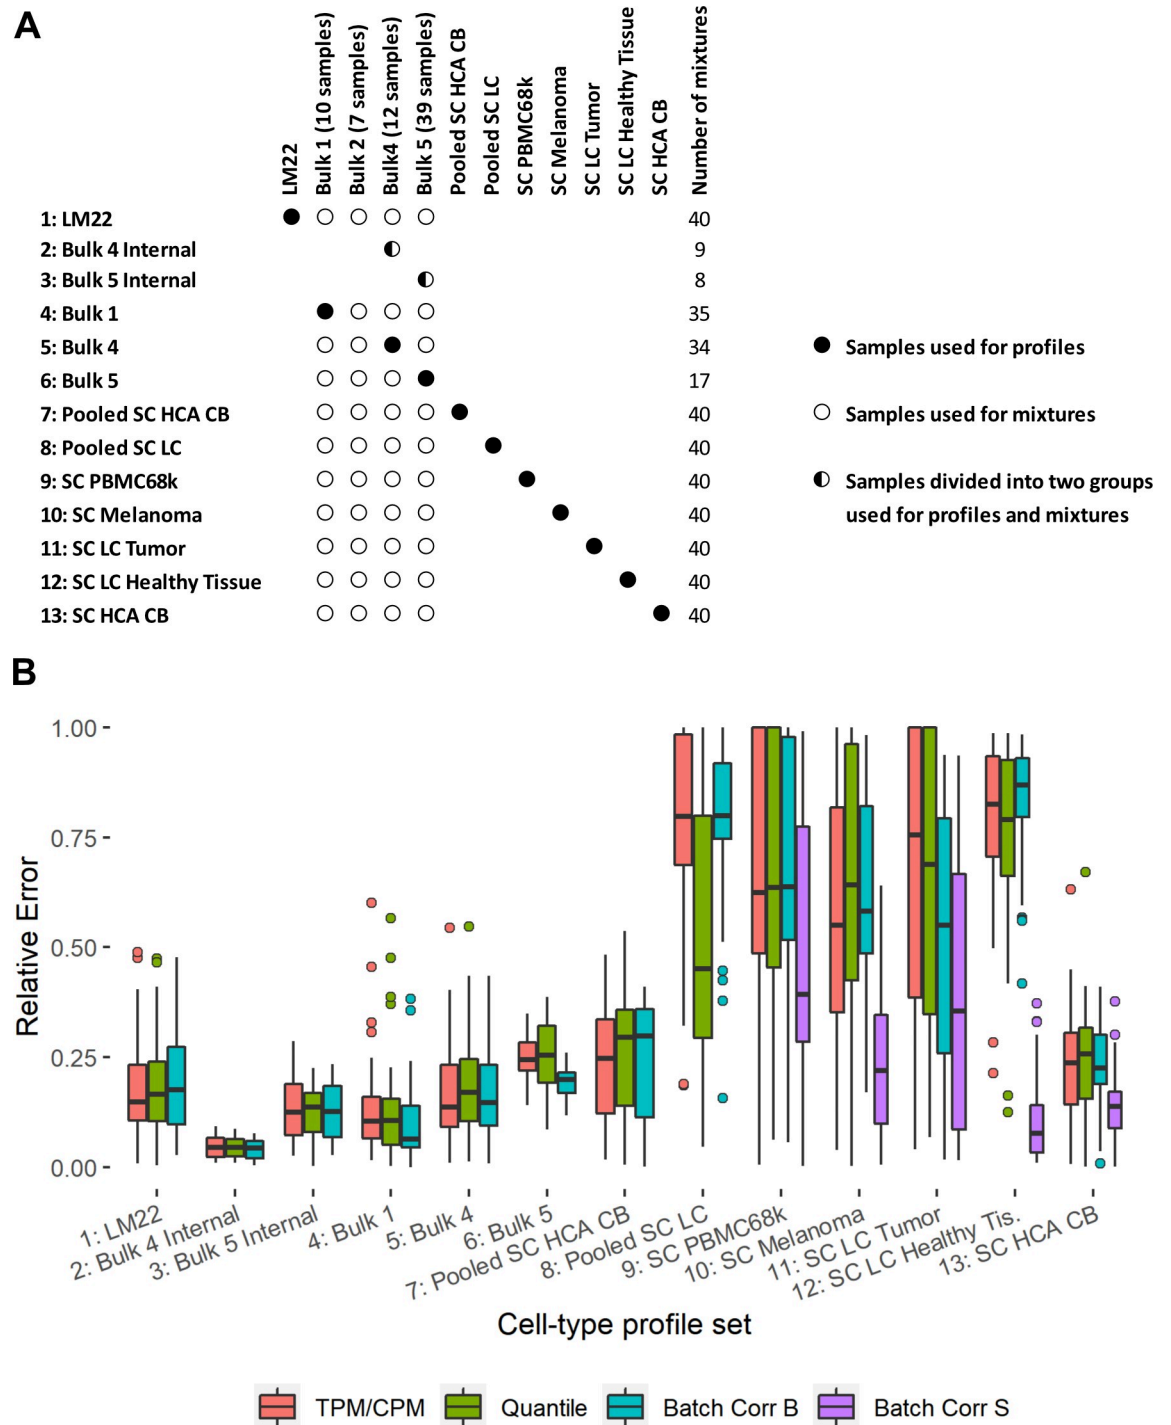 A
LM22
Bulk 1 (10 samples)
Bulk 2 (7 samples)
Bulk4 (12 samples)
Bulk 5 (39 samples)
Pooled SC HCA CB
Pooled SC LC
SC PBMC68k
SC Melanoma
SC LC Tumor
SC LC Healthy Tissue
SC HCA CB
Number of mixtures
1: LM22 40
2: Bulk 4 Internal 9
3: Bulk 5 Internal 8
4: Bulk 1 35
5: Bulk 4 34
6: Bulk 5 17
7: Pooled SC HCA CB 40
8: Pooled SC LC 40
9: SC PBMC68k 40
10: SC Melanoma 40
11: SC LC Tumor 40
12: SC LC Healthy Tissue 40
13: SC HCA CB 40
Samples used for profiles
Samples used for mixtures
Samples divided into two groups
used for profiles and mixtures
B
Relative Error
1.00
0.75
0.50
0.25
0.00
1: LM22
2: Bulk 4 Internal
3: Bulk 5 Internal
4: Bulk 1
5: Bulk 4
6: Bulk 5
7: Pooled SC HCA CB
8: Pooled SC LC
9: SC PBMC68k
10: SC Melanoma
11: SC LC Tumor
12: SC LC Healthy Tis.
13: SC HCA CB
Cell-type profile set
TPM/CPM Quantile Batch Corr B Batch Corr S